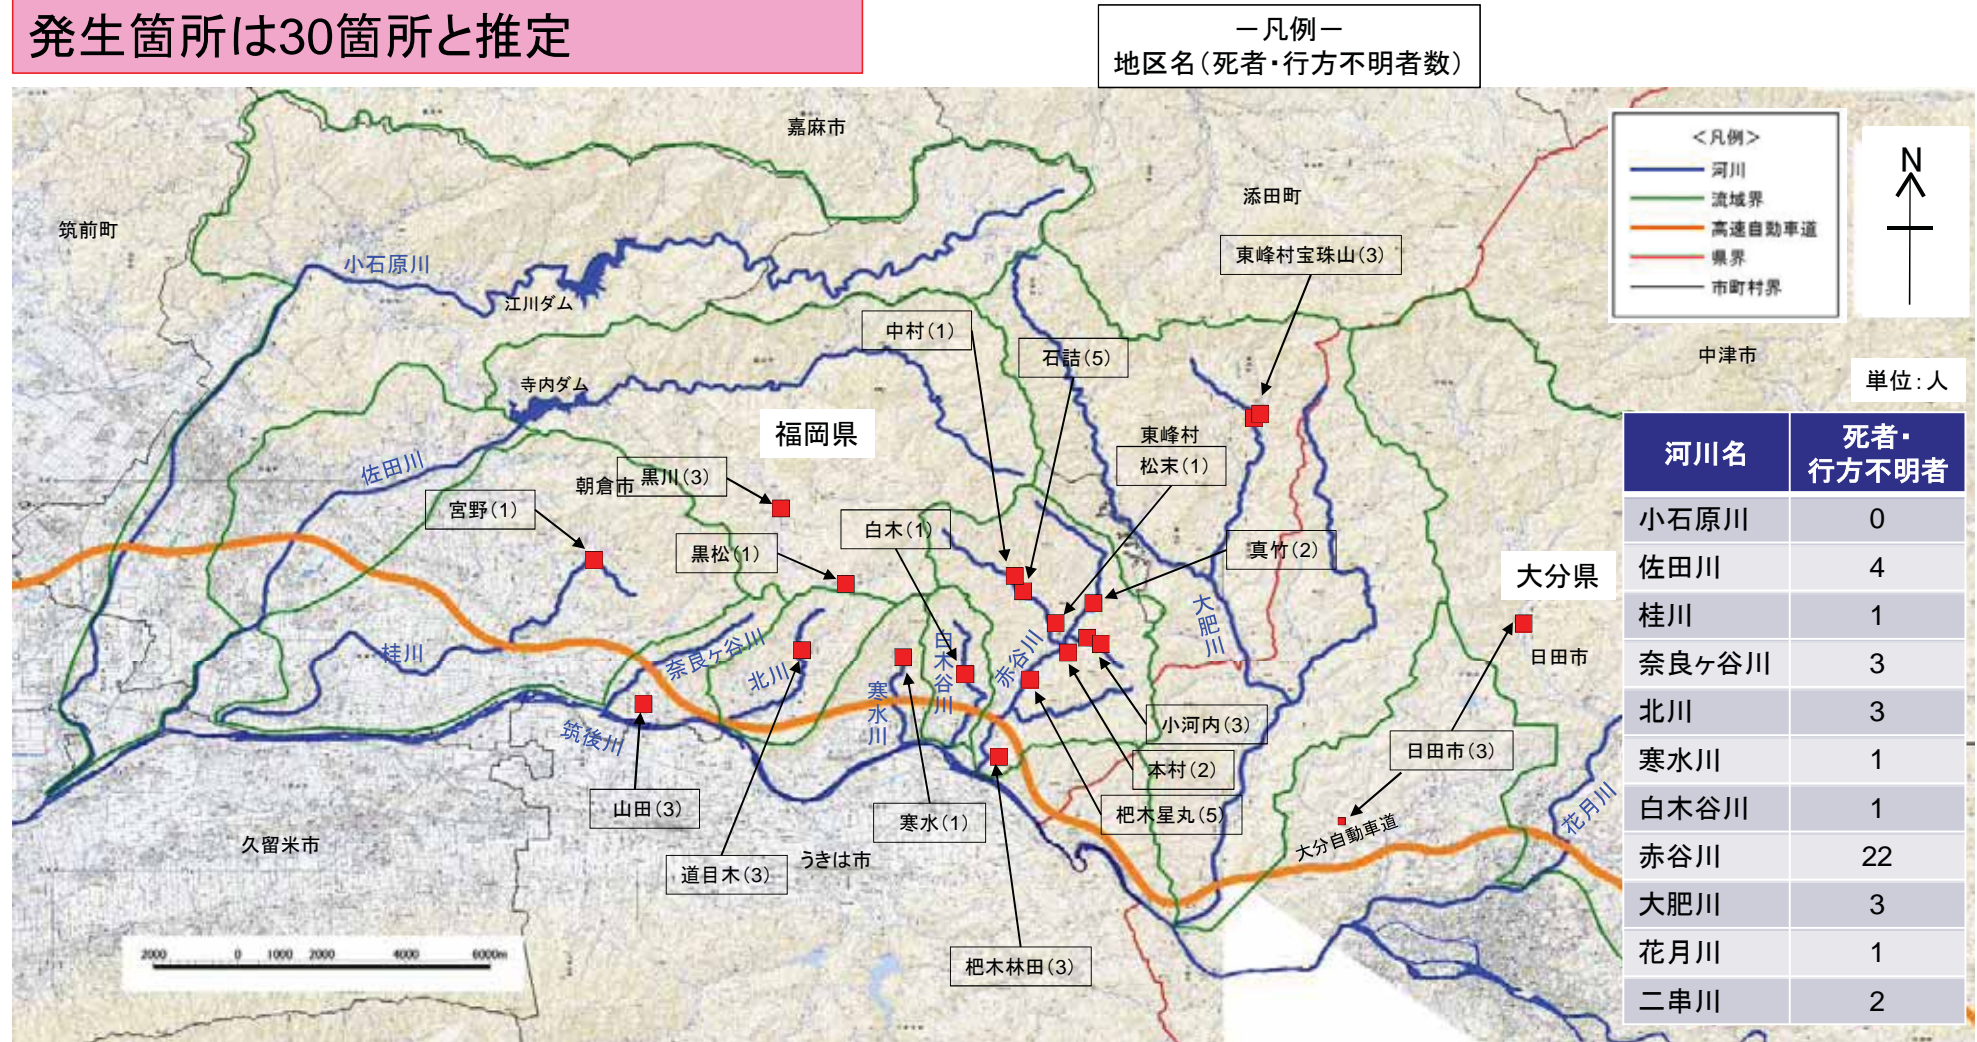 発生箇所は30箇所と推定
－凡例－
地区名(死者・行方不明者数)
嘉麻市
添田町
筑前町
小石原川
江川ダム
東峰村宝珠山(3)
＜凡例＞
河川
流域界
高速自動車道
県界
市町村界
N
中村(1)
石詰(5)
中津市
単位:人
寺内ダム
福岡県
東峰村
松末(1)
佐田川
朝倉市
黒川(3)
宮野(1)
白木(1)
黒松(1)
真竹(2)
大分県
大肥川
桂川
奈良ヶ谷川
北川
白木谷川
赤谷川
寒水川
日田市
筑後川
小河内(3)
日田市(3)
本村(2)
山田(3)
寒水(1)
杷木星丸(5)
花月川
大分自動車道
久留米市
道目木(3)
うきは市
杷木林田(3)
2000 0 1000 2000 4000 6000m
河川名 死者・行方不明者
小石原川 0
佐田川 4
桂川 1
奈良ヶ谷川 3
北川 3
寒水川 1
白木谷川 1
赤谷川 22
大肥川 3
花月川 1
二串川 2